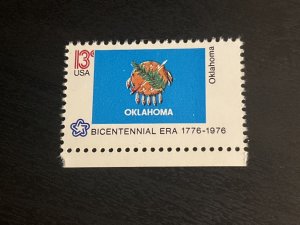 13c
USA
Oklahoma
OKLAHOMA
BICENTENNIAL ERA 1776-1976